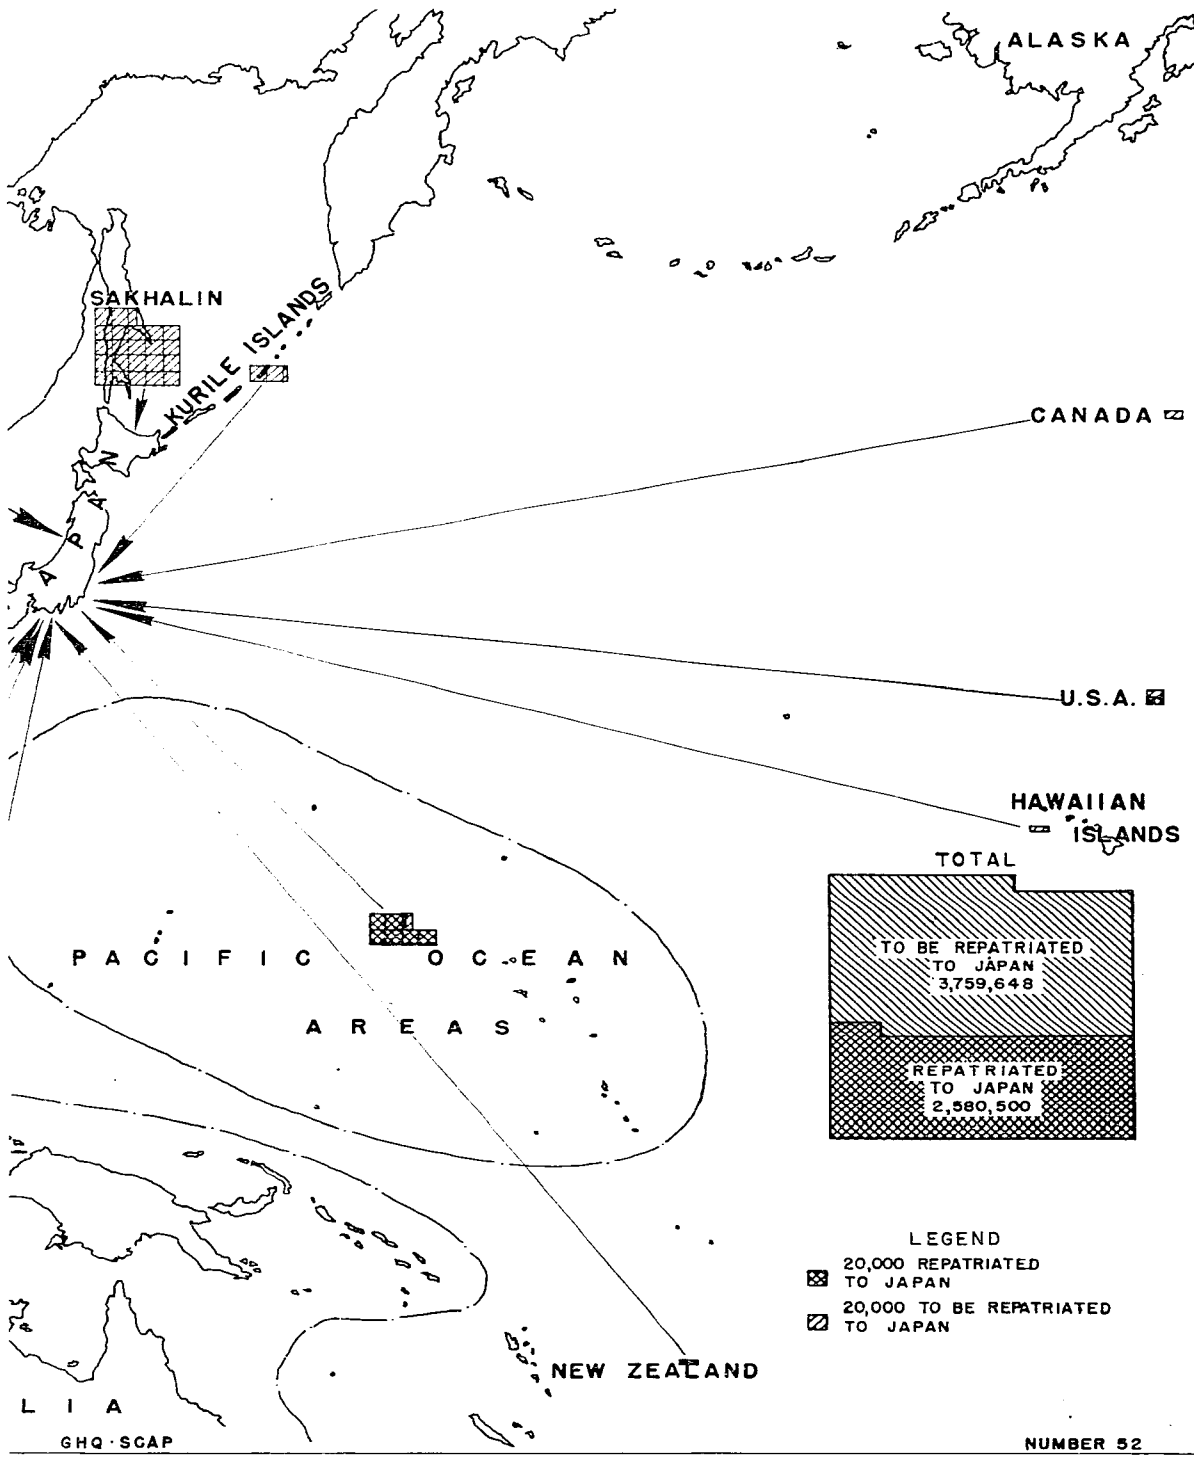 ALASKA
SAKHALIN
KURILE ISLANDS
CANADA
A P A N
U.S.A.
HAWAIIAN
ISLANDS
TOTAL
TO BE REPATRIATED
TO JAPAN
3,759,648
REPATRIATED
TO JAPAN
2,580,500
PACIFIC OCEAN
AREAS
LEGEND
20,000 REPATRIATED
TO JAPAN
20,000 TO BE REPATRIATED
TO JAPAN
NEW ZEALAND
LIA
GHQ·SCAP
NUMBER 52